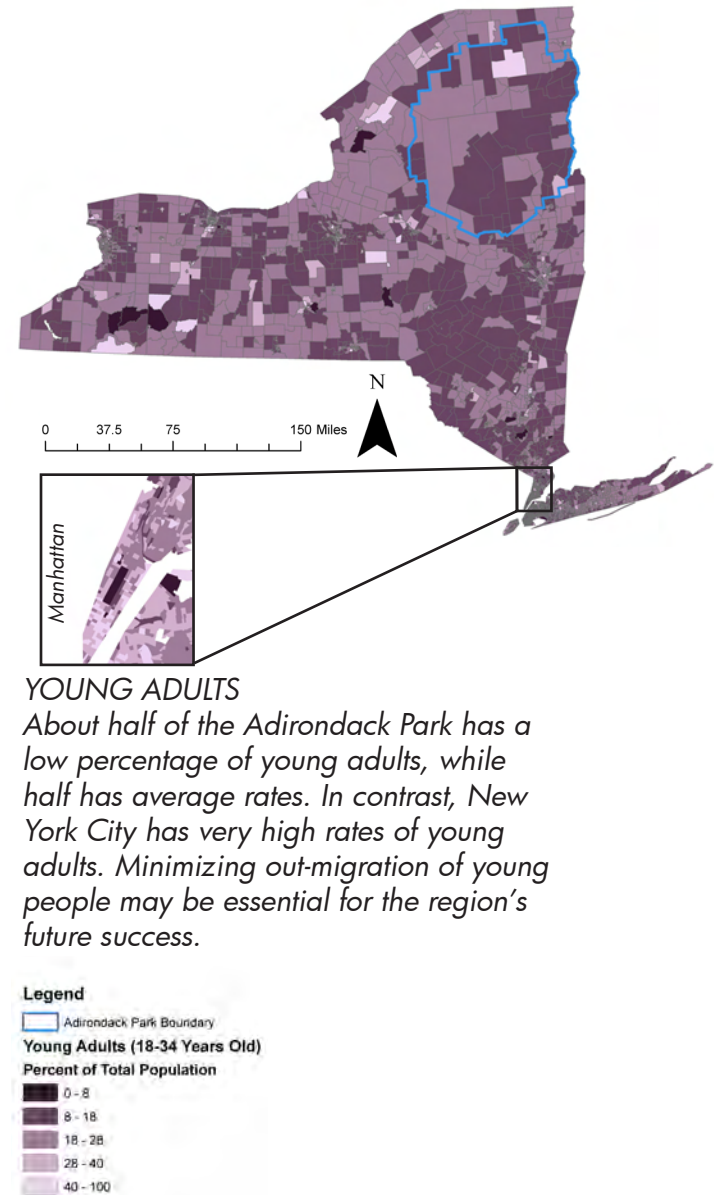 N
0 37.5 75 150 Miles
Manhattan
YOUNG ADULTS
About half of the Adirondack Park has a
low percentage of young adults, while
half has average rates. In contrast, New
York City has very high rates of young
adults. Minimizing out-migration of young
people may be essential for the region's
future success.
Legend
Adirondack Park Boundary
Young Adults (18-34 Years Old)
Percent of Total Population
0 - 8
8 - 18
18 - 28
28 - 40
40 - 100